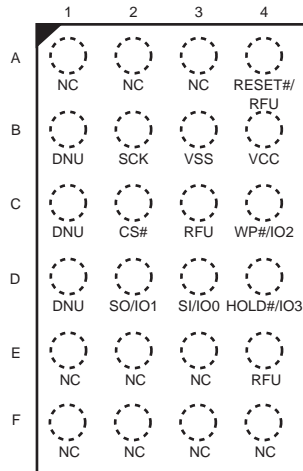 1 2 3 4
A
NC NC NC RESET#/
RFU
B
DNU SCK VSS VCC
C
DNU CS# RFU WP#/IO2
D
DNU SO/IO1 SI/IO0 HOLD#/IO3
E
NC NC NC RFU
F
NC NC NC NC